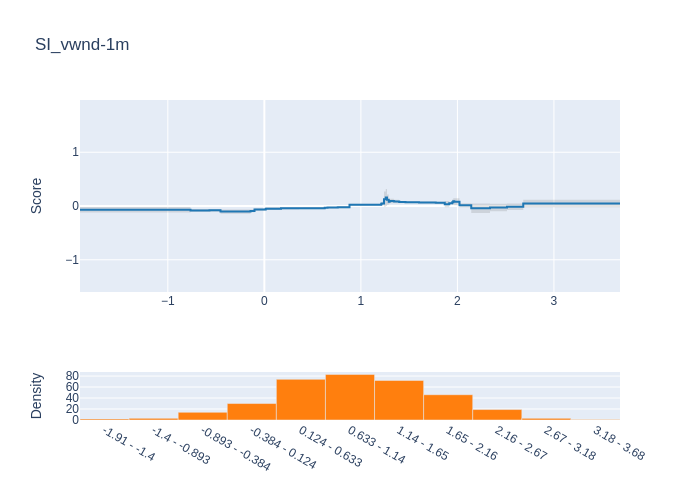 SI_vwnd-1m
Score
1
0
−1
−1
0
1
2
3
Density
80
60
40
20
0
-1.91 - -1.4
-1.4 - -0.893
-0.893 - -0.384
-0.384 - 0.124
0.124 - 0.633
0.633 - 1.14
1.14 - 1.65
1.65 - 2.16
2.16 - 2.67
2.67 - 3.18
3.18 - 3.68